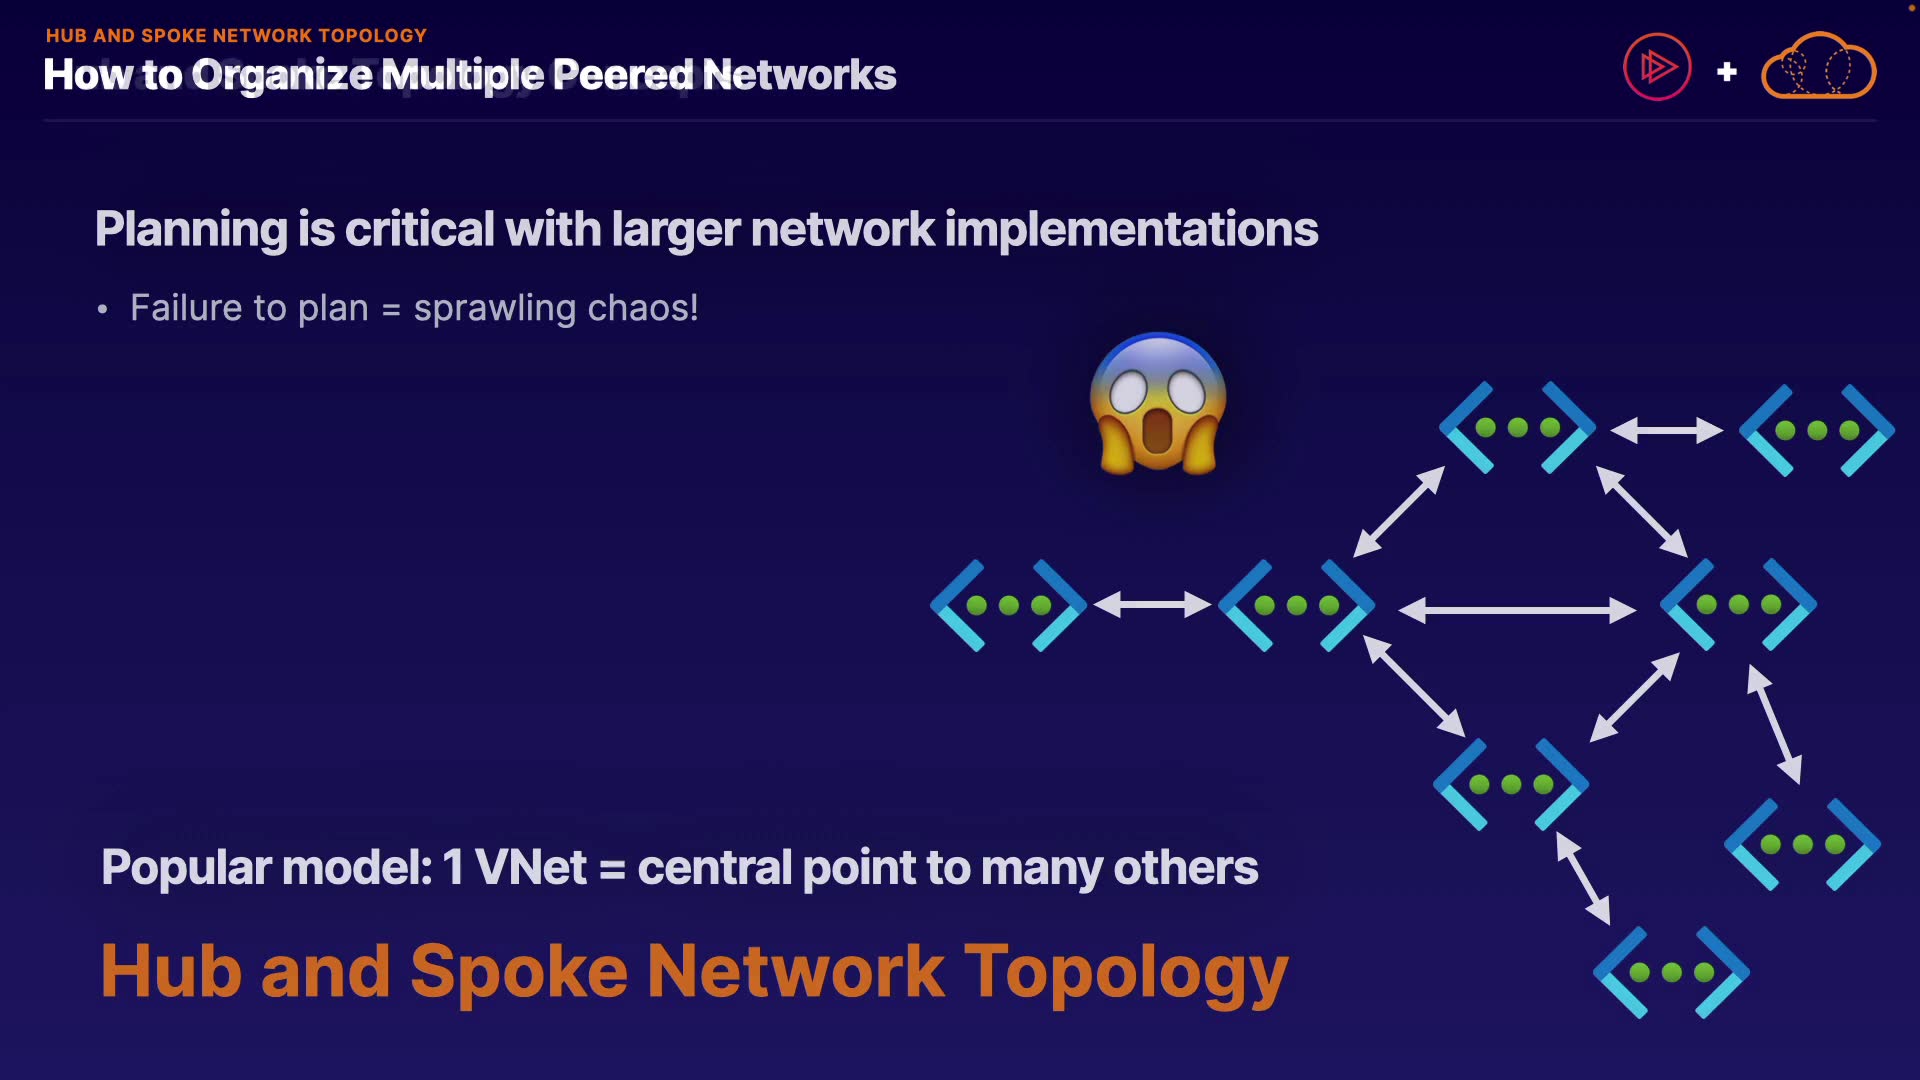 HUB AND SPOKE NETWORK TOPOLOGY
How to Organize Multiple Peered Networks
Planning is critical with larger network implementations
• Failure to plan = sprawling chaos!
Popular model: 1 VNet = central point to many others
Hub and Spoke Network Topology